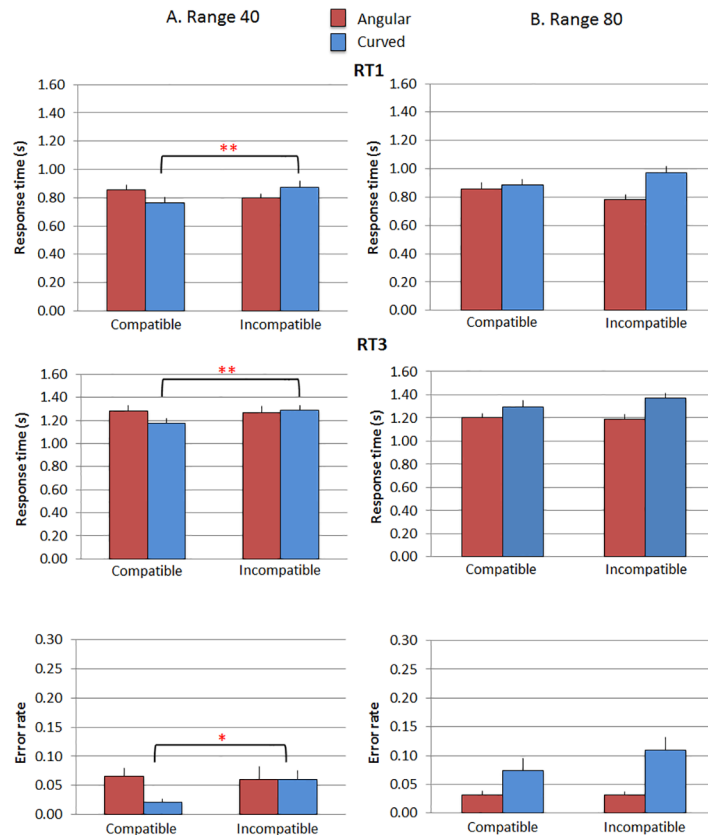 A. Range 40
Angular
Curved
B. Range 80
RT1
Response time (s)
1.60
1.40
1.20
1.00
0.80
0.60
0.40
0.20
0.00
**
Compatible
Incompatible
Response time (s)
1.60
1.40
1.20
1.00
0.80
0.60
0.40
0.20
0.00
Compatible
Incompatible
RT3
Response time (s)
1.60
1.40
1.20
1.00
0.80
0.60
0.40
0.20
0.00
**
Compatible
Incompatible
Response time (s)
1.60
1.40
1.20
1.00
0.80
0.60
0.40
0.20
0.00
Compatible
Incompatible
Error rate
0.30
0.25
0.20
0.15
0.10
0.05
0.00
*
Compatible
Incompatible
Error rate
0.30
0.25
0.20
0.15
0.10
0.05
0.00
Compatible
Incompatible